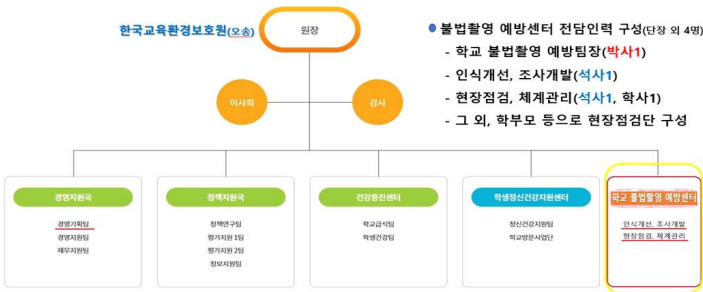 한국교육환경보호원(오송)
원장
● 불법촬영 예방센터 전담인력 구성(단장 외 4명)
- 학교 불법촬영 예방팀장(박사1)
- 인식개선, 조사개발(석사1)
- 현장점검, 체계관리(석사1, 학사1)
- 그 외, 학부모 등으로 현장점검단 구성
이사회
감사
경영지원국
경영기획팀
경영지원팀
재무지원팀
정책지원국
정책연구팀
평가지원 1팀
평가지원 2팀
정보지원팀
건강증진센터
학교급식팀
학생건강팀
학생정신건강지원센터
정신건강지원팀
학교방문사업단
학교 불법촬영 예방센터
인식개선, 조사개발
현장점검, 체계관리